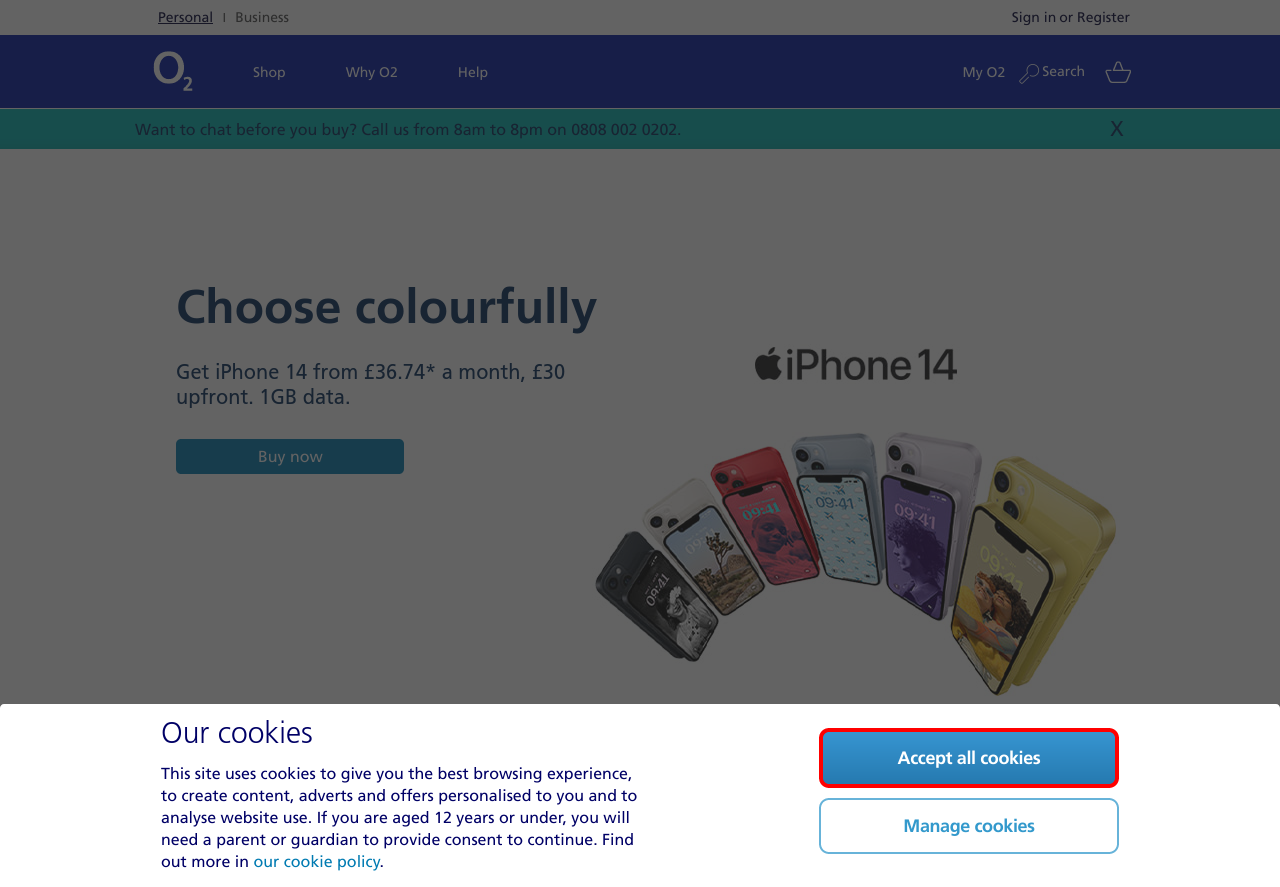 Personal | Business
Sign in or Register
O2
Shop
Why O2
Help
My O2
Search
Want to chat before you buy? Call us from 8am to 8pm on 0808 002 0202.
X
Choose colourfully
Get iPhone 14 from £36.74* a month, £30
upfront. 1GB data.
Buy now
iPhone 14
09:41
09:41
09:41
09:41
09:41
09:41
Our cookies
This site uses cookies to give you the best browsing experience,
to create content, adverts and offers personalised to you and to
analyse website use. If you are aged 12 years or under, you will
need a parent or guardian to provide consent to continue. Find
out more in our cookie policy.
Accept all cookies
Manage cookies